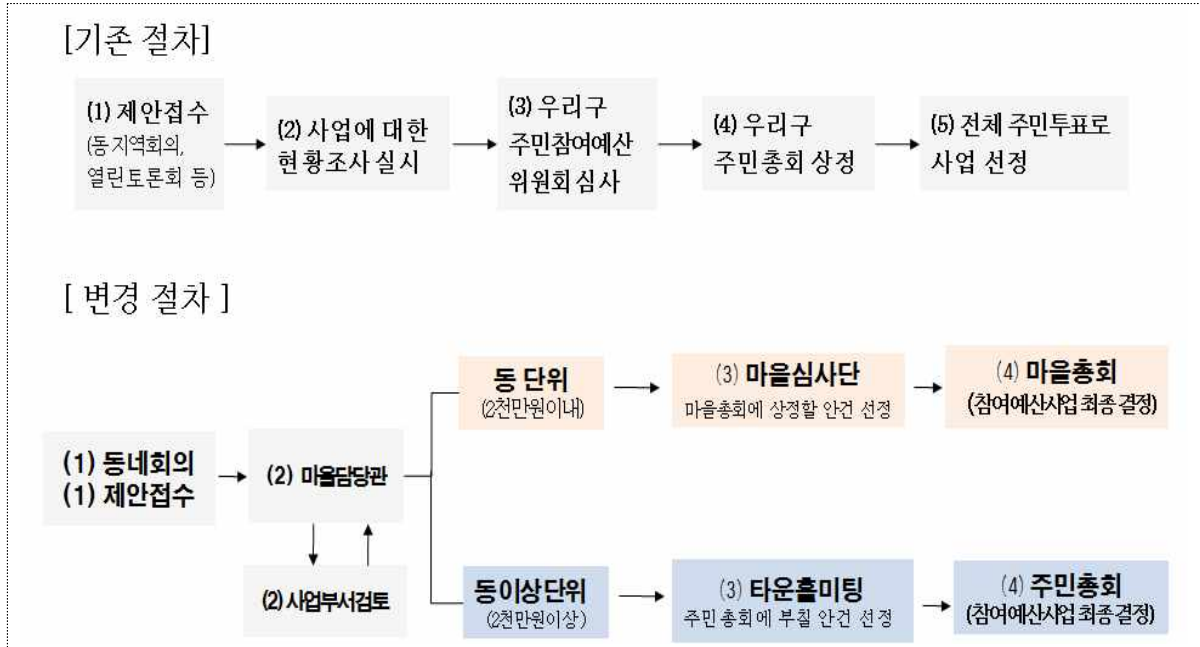 [기존 절차]
(1) 제안접수
(동지역회의,
열린토론회 등)
(2) 사업에 대한
현황조사 실시
(3) 우리구
주민참여예산
위원회 심사
(4) 우리구
주민총회 상정
(5) 전체 주민투표로
사업 선정
[ 변경 절차 ]
(1) 동네회의
(1) 제안접수
(2) 마을담당관
(2) 사업부서검토
동 단위
(2천만원이내)
(3) 마을심사단
마을총회에 상정할 안건 선정
(4) 마을총회
(참여예산사업 최종 결정)
동이상단위
(2천만원이상)
(3) 타운홀미팅
주민총회에 부칠 안건 선정
(4) 주민총회
(참여예산사업 최종 결정)